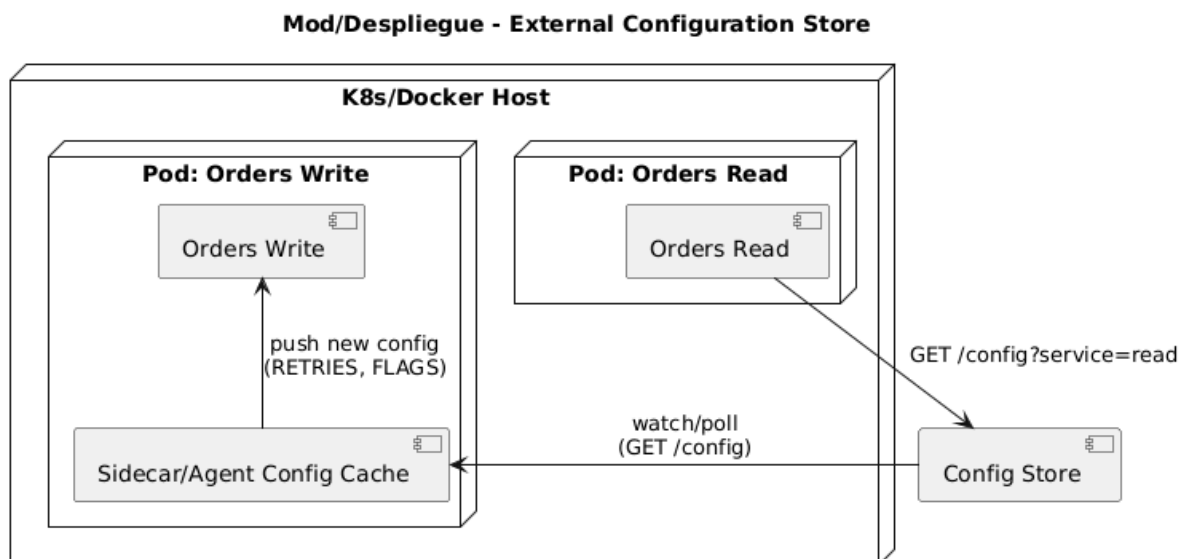 Mod/Despliegue - External Configuration Store
K8s/Docker Host
Pod: Orders Write
Pod: Orders Read
Orders Write
Orders Read
push new config
(RETRIES, FLAGS)
GET /config?service=read
watch/poll
(GET /config)
Sidecar/Agent Config Cache
Config Store